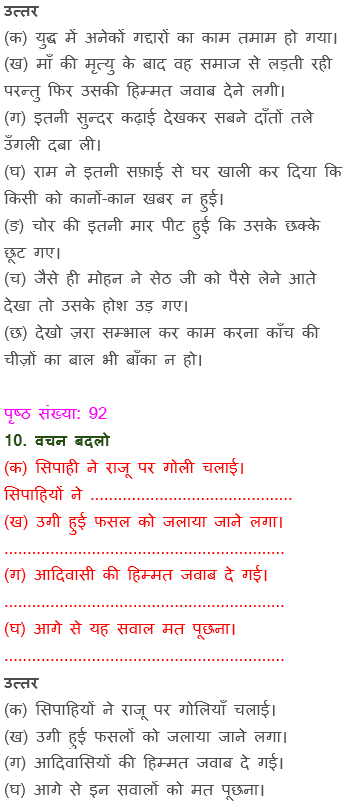 उत्तर
(क) युद्ध में अनेकों गद्दारों का काम तमाम हो गया।
(ख) माँ की मृत्यु के बाद वह समाज से लड़ती रही
परन्तु फिर उसकी हिम्मत जवाब देने लगी।
(ग) इतनी सुन्दर कढ़ाई देखकर सबने दाँतों तले
उँगली दबा ली।
(घ) राम ने इतनी सफ़ाई से घर खाली कर दिया कि
किसी को कानों-कान खबर न हुई।
(ङ) चोर की इतनी मार पीट हुई कि उसके छक्के
छूट गए।
(च) जैसे ही मोहन ने सेठ जी को पैसे लेने आते
देखा तो उसके होश उड़ गए।
(छ) देखो ज़रा सम्भाल कर काम करना काँच की
चीज़ों का बाल भी बाँका न हो।
पृष्ठ संख्या: 92
10. वचन बदलो
(क) सिपाही ने राजू पर गोली चलाई।
सिपाहियों ने ............................................
(ख) उगी हुई फसल को जलाया जाने लगा।
.............................................................
(ग) आदिवासी की हिम्मत जवाब दे गई।
.............................................................
(घ) आगे से यह सवाल मत पूछना।
.............................................................
उत्तर
(क) सिपाहियों ने राजू पर गोलियाँ चलाई।
(ख) उगी हुई फसलों को जलाया जाने लगा।
(ग) आदिवासियों की हिम्मत जवाब दे गई।
(घ) आगे से इन सवालों को मत पूछना।